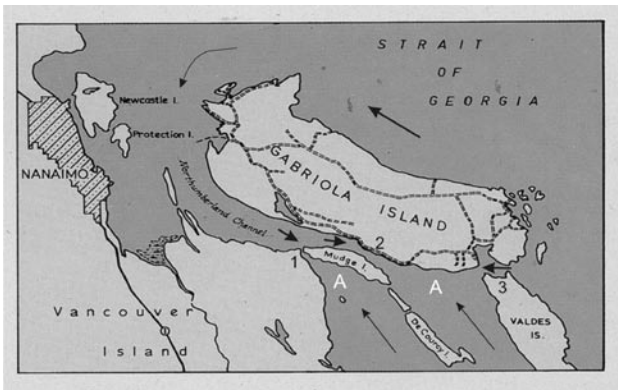 STRAIT
OF
GEORGIA
Newcastle I.
Protection I.
NANAIMO
GABRIOLA
ISLAND
Northumberland Channel
2
1
Mudge I.
A
A
3
De Courcy I.
VALDES
IS.
Vancouver
Island